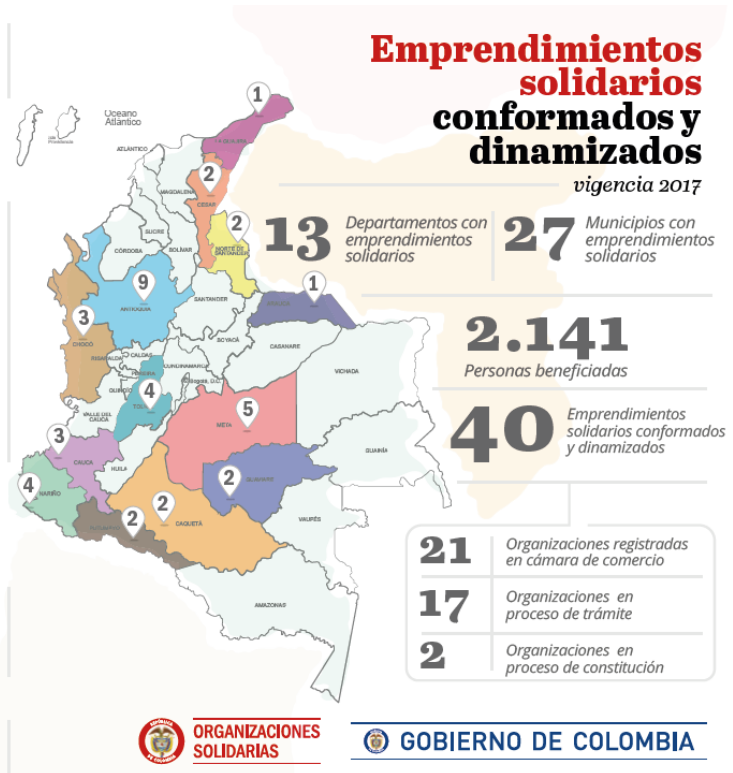 Emprendimientos
solidarios
conformados y
dinamizados
vigencia 2017
13
Departamentos con
emprendimientos
solidarios
27
Municipios con
emprendimientos
solidarios
2.141
Personas beneficiadas
40
Emprendimientos
solidarios conformados
y dinamizados
21
Organizaciones registradas
en cámara de comercio
17
Organizaciones en
proceso de trámite
2
Organizaciones en
proceso de constitución
Oceano
Atlántico
1
ATLÁNTICO
MAGDALENA
2
CESAR
SUCRE
BOLÍVAR
CÓRDOBA
2
NORTE DE
SANTANDER
9
ANTIOQUIA
SANTANDER
1
3
CHOCÓ
BOYACÁ
CASANARE
CALDAS
VICHADA
4
VALLE DEL
CAUCA
5
META
3
CAUCA
HUILA
GUAINÍA
4
NARIÑO
2
2
CAQUETÁ
2
VAUPÉS
AMAZONAS
ORGANIZACIONES
SOLIDARIAS
GOBIERNO DE COLOMBIA